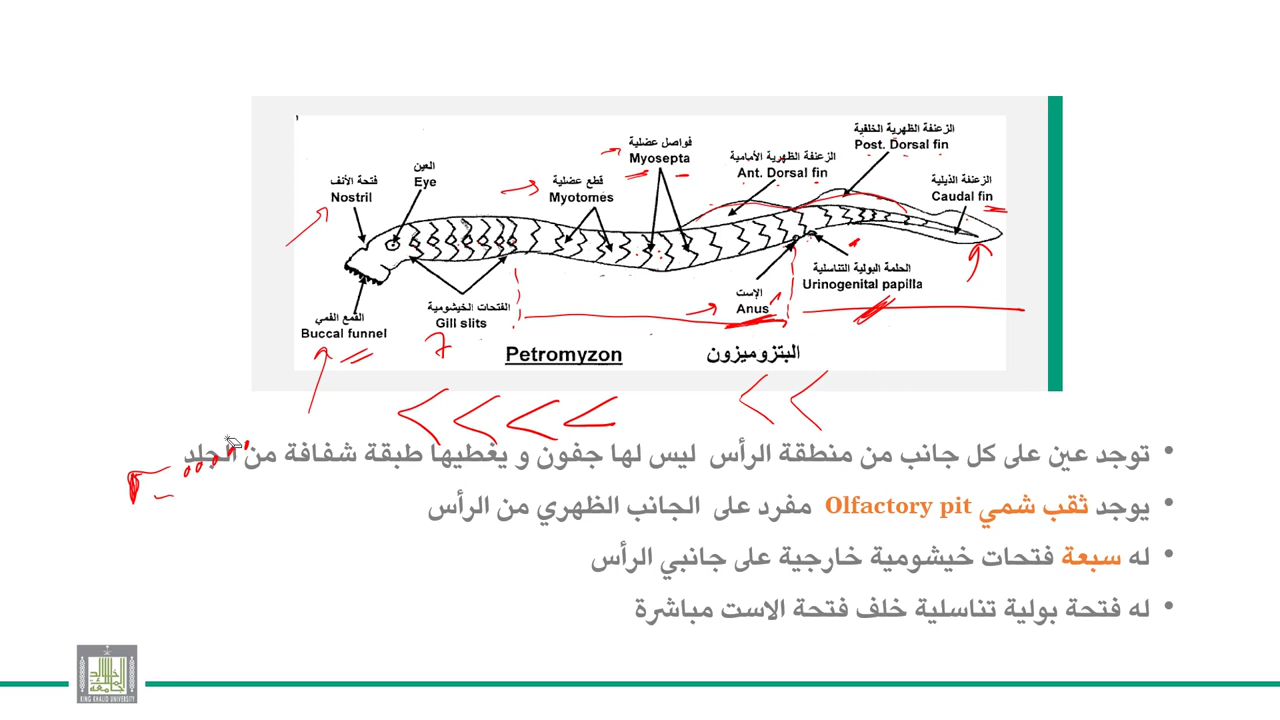 الزعنفة الظهرية الخلفية
Post. Dorsal fin
فواصل عضلية
Myosepta
الزعنفة الظهرية الأمامية
Ant. Dorsal fin
العين
Eye
فتحة الأنف
Nostril
قطع عضلية
Myotomes
الزعنفة الذيلية
Caudal fin
الحلمة البولية التناسلية
Urinogenital papilla
الإست
Anus
الفتحات الخيشومية
Gill slits
القمع الفمي
Buccal funnel
7
Petromyzon البتزوميزون
• توجد عين على كل جانب من منطقة الرأس ليس لها جفون و يغطيها طبقة شفافة من الجلد
• يوجد ثقب شمي Olfactory pit مفرد على الجانب الظهري من الرأس
• له سبعة فتحات خيشومية خارجية على جانبي الرأس
• له فتحة بولية تناسلية خلف فتحة الاست مباشرة
KING KHALID UNIVERSITY